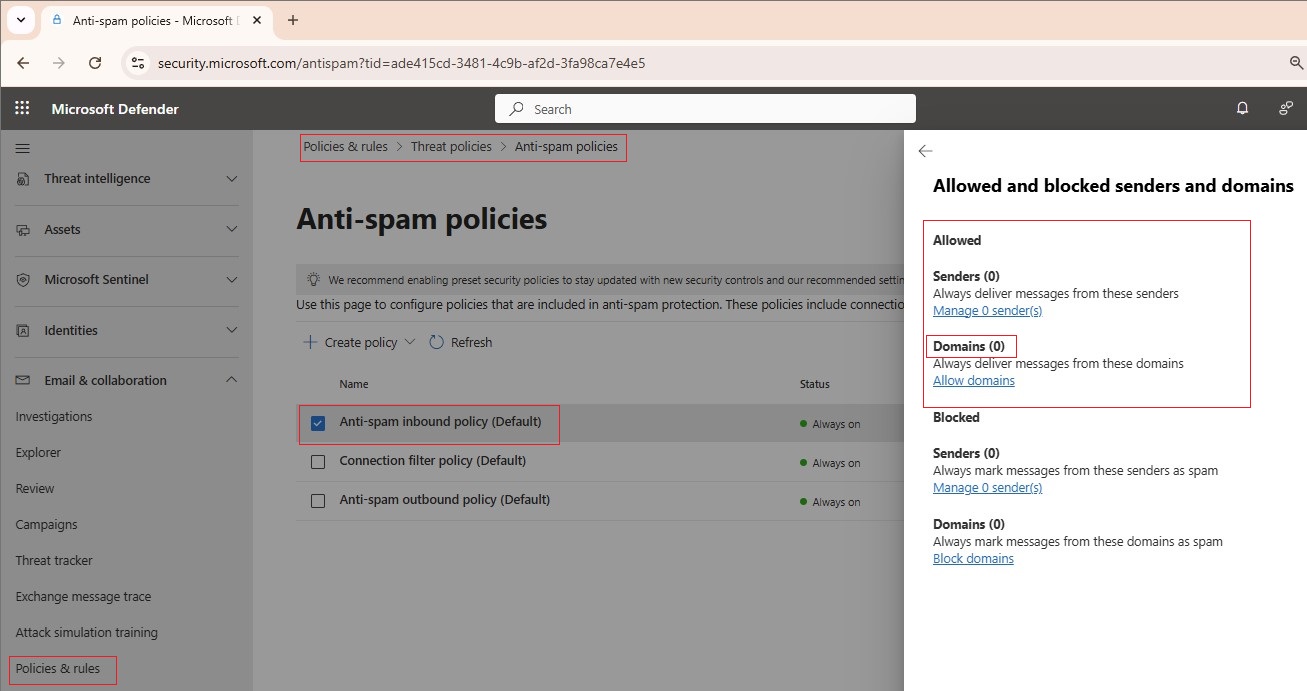 Anti-spam policies - Microsoft D
security.microsoft.com/antispam?tid=ade415cd-3481-4c9b-af2d-3fa98ca7e4e5
Microsoft Defender
Search
Threat intelligence
Assets
Microsoft Sentinel
Identities
Email & collaboration
Investigations
Explorer
Review
Campaigns
Threat tracker
Exchange message trace
Attack simulation training
Policies & rules
Policies & rules > Threat policies > Anti-spam policies
Anti-spam policies
We recommend enabling preset security policies to stay updated with new security controls and our recommended settin
Use this page to configure policies that are included in anti-spam protection. These policies include connectio
Create policy
Refresh
Name
Status
Anti-spam inbound policy (Default)
Always on
Connection filter policy (Default)
Always on
Anti-spam outbound policy (Default)
Always on
Allowed and blocked senders and domains
Allowed
Senders (0)
Always deliver messages from these senders
Manage 0 sender(s)
Domains (0)
Always deliver messages from these domains
Allow domains
Blocked
Senders (0)
Always mark messages from these senders as spam
Manage 0 sender(s)
Domains (0)
Always mark messages from these domains as spam
Block domains